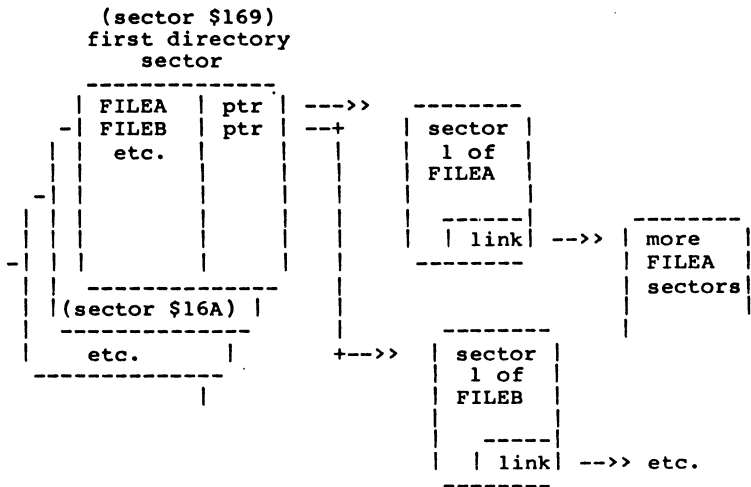 (sector $169)
first directory
sector
FILEA | ptr | --->>
FILEB | ptr | --+
etc.
sector
1 of
FILEA
link | -->>
more
FILEA
sectors
(sector $16A)
etc.
+-->>
sector
1 of
FILEB
link | -->> etc.